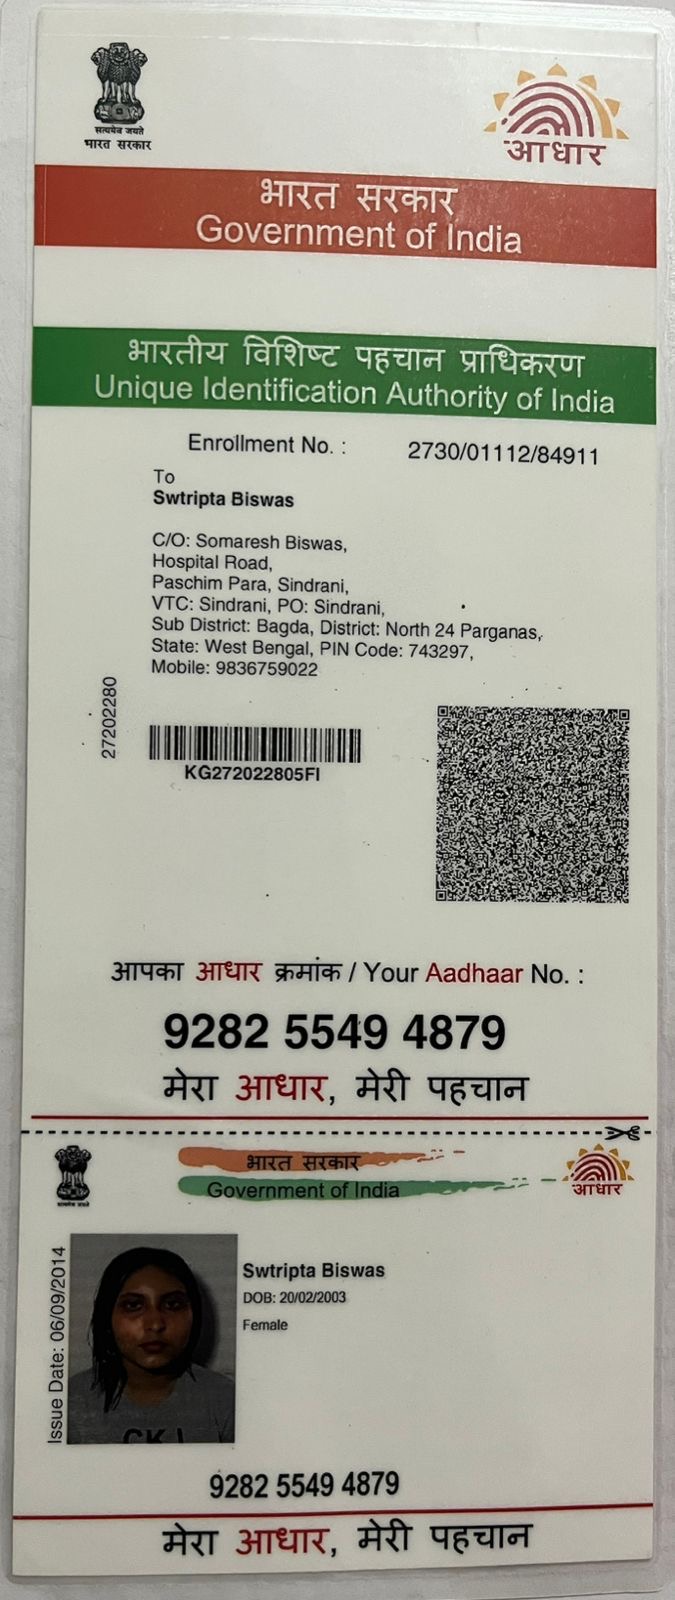 सत्यमेव जयते
भारत सरकार
आधार
भारत सरकार
Government of India
भारतीय विशिष्ट पहचान प्राधिकरण
Unique Identification Authority of India
Enrollment No. : 2730/01112/84911
To
Swtripta Biswas
C/O: Somaresh Biswas,
Hospital Road,
Paschim Para, Sindrani,
VTC: Sindrani, PO: Sindrani,
Sub District: Bagda, District: North 24 Parganas,
State: West Bengal, PIN Code: 743297,
Mobile: 9836759022
27202280
KG272022805FI
आपका आधार क्रमांक / Your Aadhaar No. :
9282 5549 4879
मेरा आधार, मेरी पहचान
भारत सरकार
Government of India
आधार
Issue Date: 06/09/2014
Swtripta Biswas
DOB: 20/02/2003
Female
9282 5549 4879
मेरा आधार, मेरी पहचान